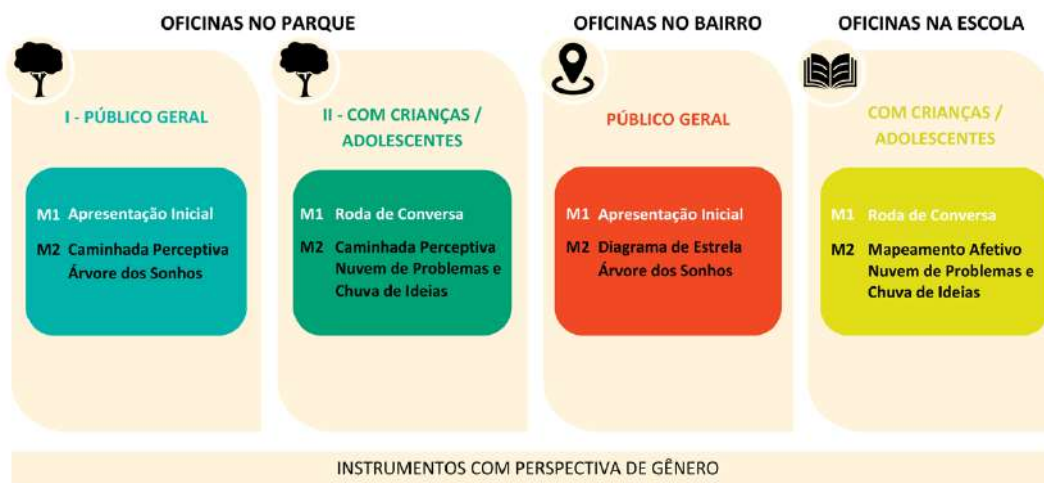 OFICINAS NO PARQUE
OFICINAS NO BAIRRO
OFICINAS NA ESCOLA
I - PÚBLICO GERAL
M1 Apresentação Inicial
M2 Caminhada Perceptiva
Árvore dos Sonhos
II - COM CRIANÇAS /
ADOLESCENTES
M1 Roda de Conversa
M2 Caminhada Perceptiva
Nuvem de Problemas e
Chuva de Ideias
PÚBLICO GERAL
M1 Apresentação Inicial
M2 Diagrama de Estrela
Árvore dos Sonhos
COM CRIANÇAS /
ADOLESCENTES
M1 Roda de Conversa
M2 Mapeamento Afetivo
Nuvem de Problemas e
Chuva de Ideias
INSTRUMENTOS COM PERSPECTIVA DE GÊNERO